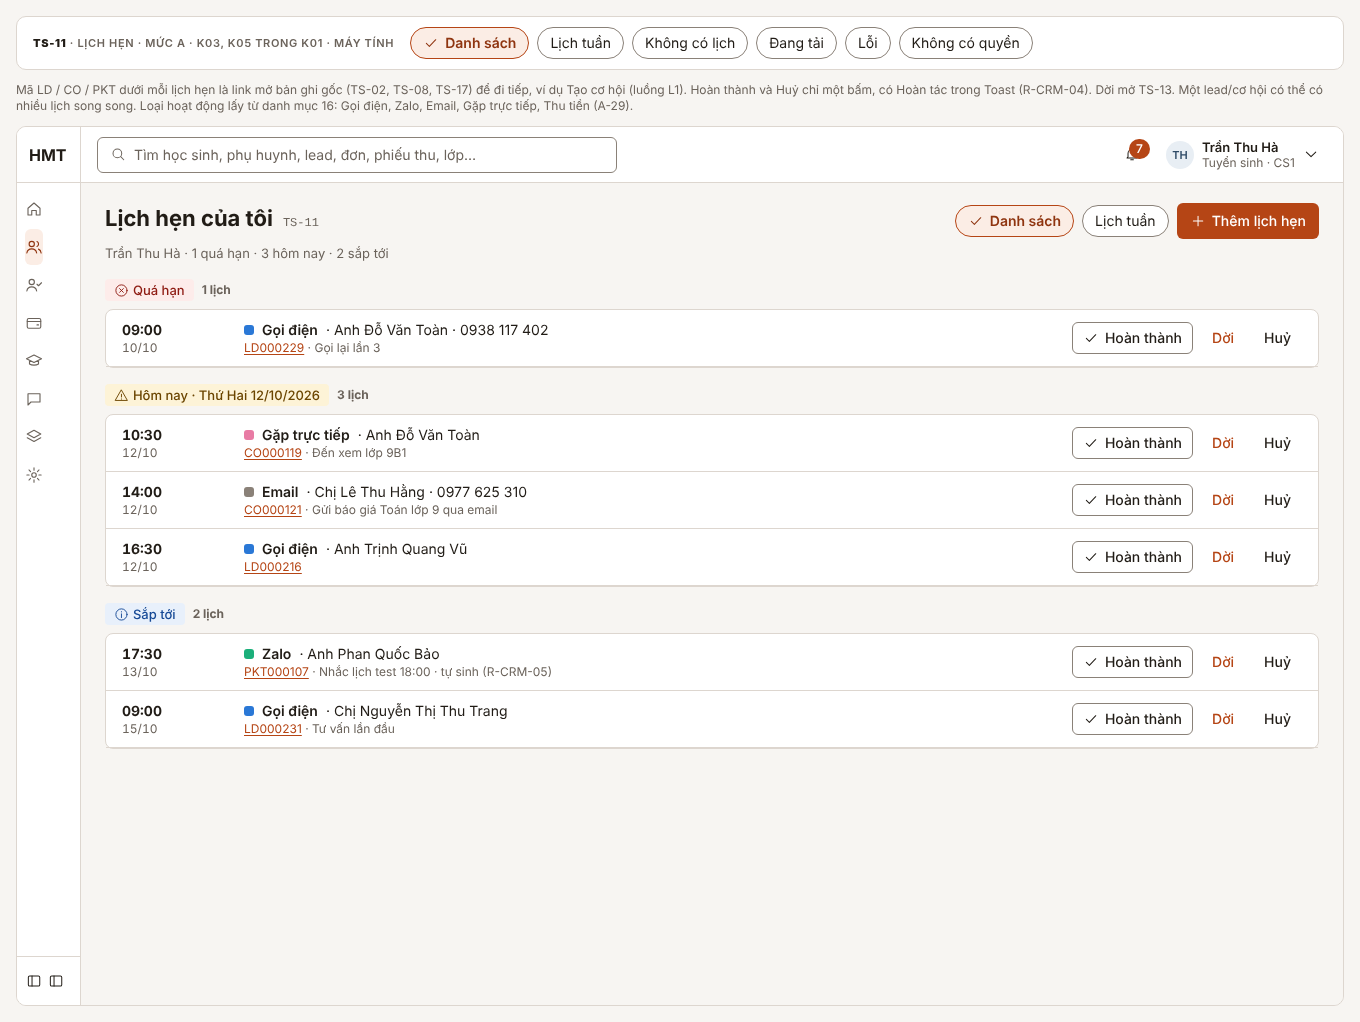 TS-11 · LỊCH HẸN · MỨC A · K03, K05 TRONG K01 · MÁY TÍNH
Danh sách
Lịch tuần
Không có lịch
Đang tải
Lỗi
Không có quyền
Mã LD / CO / PKT dưới mỗi lịch hẹn là link mở bản ghi gốc (TS-02, TS-08, TS-17) để đi tiếp, ví dụ Tạo cơ hội (luồng L1). Hoàn thành và Huỷ chỉ một bấm, có Hoàn tác trong Toast (R-CRM-04). Dời mở TS-13. Một lead/cơ hội có thể có
nhiều lịch song song. Loại hoạt động lấy từ danh mục 16: Gọi điện, Zalo, Email, Gặp trực tiếp, Thu tiền (A-29).
HMT
Tìm học sinh, phụ huynh, lead, đơn, phiếu thu, lớp...
7
TH
Trần Thu Hà
Tuyển sinh · CS1
Lịch hẹn của tôi TS-11
Danh sách
Lịch tuần
Thêm lịch hẹn
Trần Thu Hà · 1 quá hạn · 3 hôm nay · 2 sắp tới
Quá hạn 1 lịch
09:00 Gọi điện · Anh Đỗ Văn Toàn · 0938 117 402
10/10 LD000229 · Gọi lại lần 3
Hoàn thành Dời Huỷ
Hôm nay · Thứ Hai 12/10/2026 3 lịch
10:30 Gặp trực tiếp · Anh Đỗ Văn Toàn
12/10 CO000119 · Đến xem lớp 9B1
Hoàn thành Dời Huỷ
14:00 Email · Chị Lê Thu Hằng · 0977 625 310
12/10 CO000121 · Gửi báo giá Toán lớp 9 qua email
Hoàn thành Dời Huỷ
16:30 Gọi điện · Anh Trịnh Quang Vũ
12/10 LD000216
Hoàn thành Dời Huỷ
Sắp tới 2 lịch
17:30 Zalo · Anh Phan Quốc Bảo
13/10 PKT000107 · Nhắc lịch test 18:00 · tự sinh (R-CRM-05)
Hoàn thành Dời Huỷ
09:00 Gọi điện · Chị Nguyễn Thị Thu Trang
15/10 LD000231 · Tư vấn lần đầu
Hoàn thành Dời Huỷ